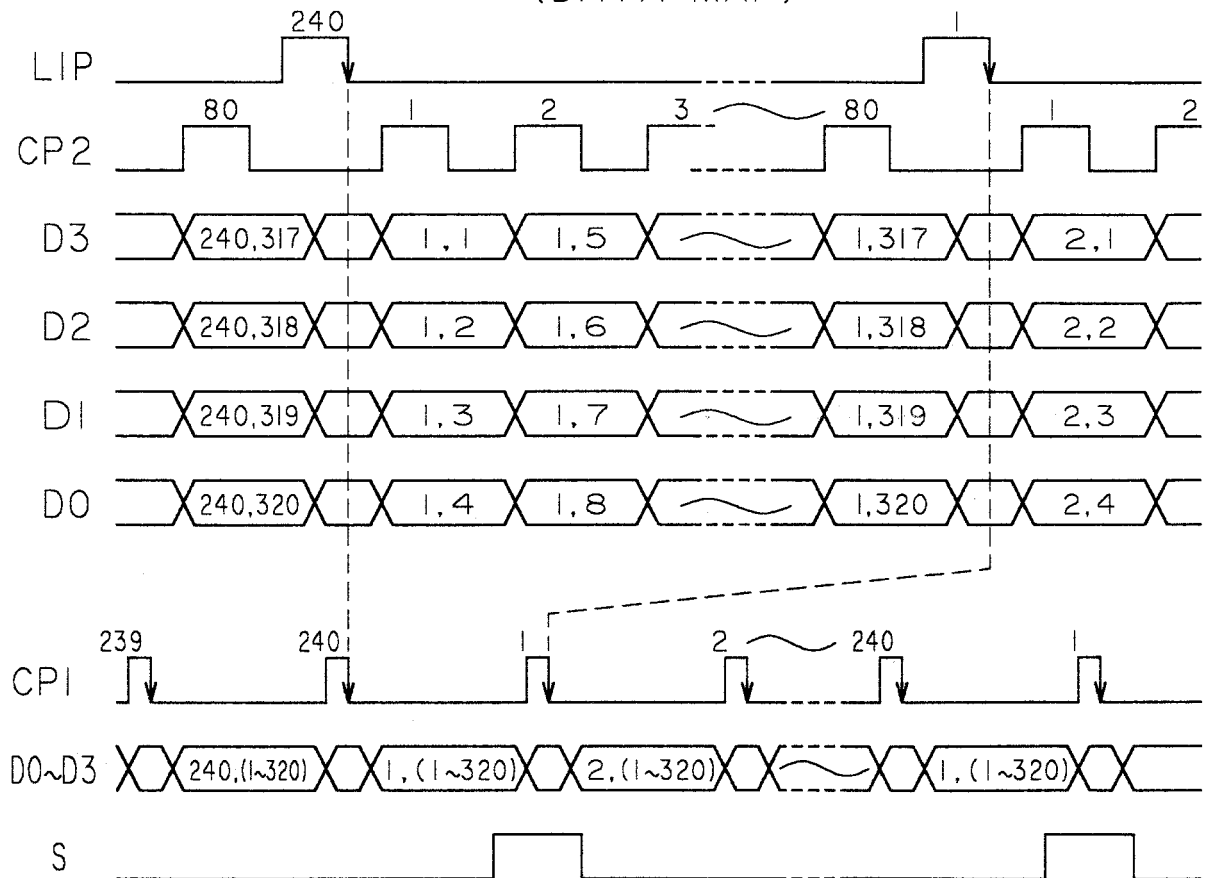 240 1
LIP
80 1 2 3 80 1 2
CP2
D3 240,317 1,1 1,5 1,317 2,1
D2 240,318 1,2 1,6 1,318 2,2
D1 240,319 1,3 1,7 1,319 2,3
D0 240,320 1,4 1,8 1,320 2,4
239 240 1 2 240 1
CP1
D0~D3 240,(1~320) 1,(1~320) 2,(1~320) 1,(1~320)
S